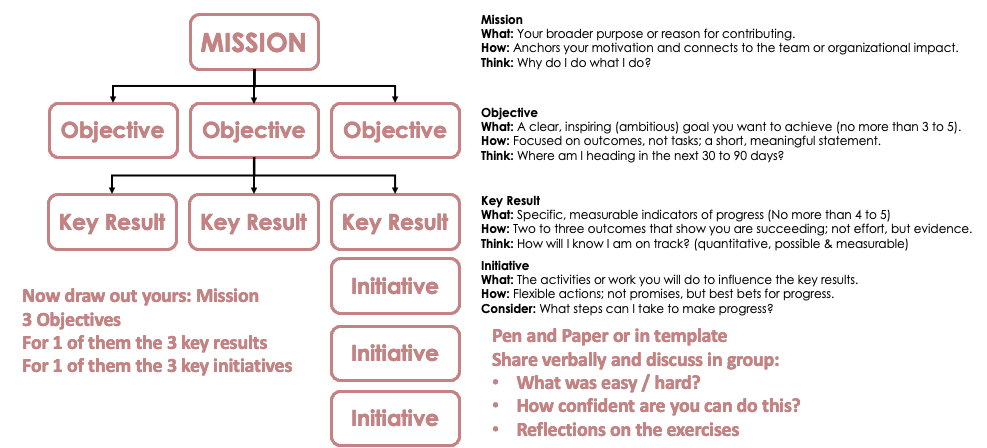 MISSION
Objective
Objective
Objective
Key Result
Key Result
Key Result
Initiative
Initiative
Initiative
Now draw out yours: Mission
3 Objectives
For 1 of them the 3 key results
For 1 of them the 3 key initiatives
Mission
What: Your broader purpose or reason for contributing.
How: Anchors your motivation and connects to the team or organizational impact.
Think: Why do I do what I do?
Objective
What: A clear, inspiring (ambitious) goal you want to achieve (no more than 3 to 5).
How: Focused on outcomes, not tasks; a short, meaningful statement.
Think: Where am I heading in the next 30 to 90 days?
Key Result
What: Specific, measurable indicators of progress (No more than 4 to 5)
How: Two to three outcomes that show you are succeeding; not effort, but evidence.
Think: How will I know I am on track? (quantitative, possible & measurable)
Initiative
What: The activities or work you will do to influence the key results.
How: Flexible actions; not promises, but best bets for progress.
Consider: What steps can I take to make progress?
Pen and Paper or in template
Share verbally and discuss in group:
• What was easy / hard?
• How confident are you can do this?
• Reflections on the exercises